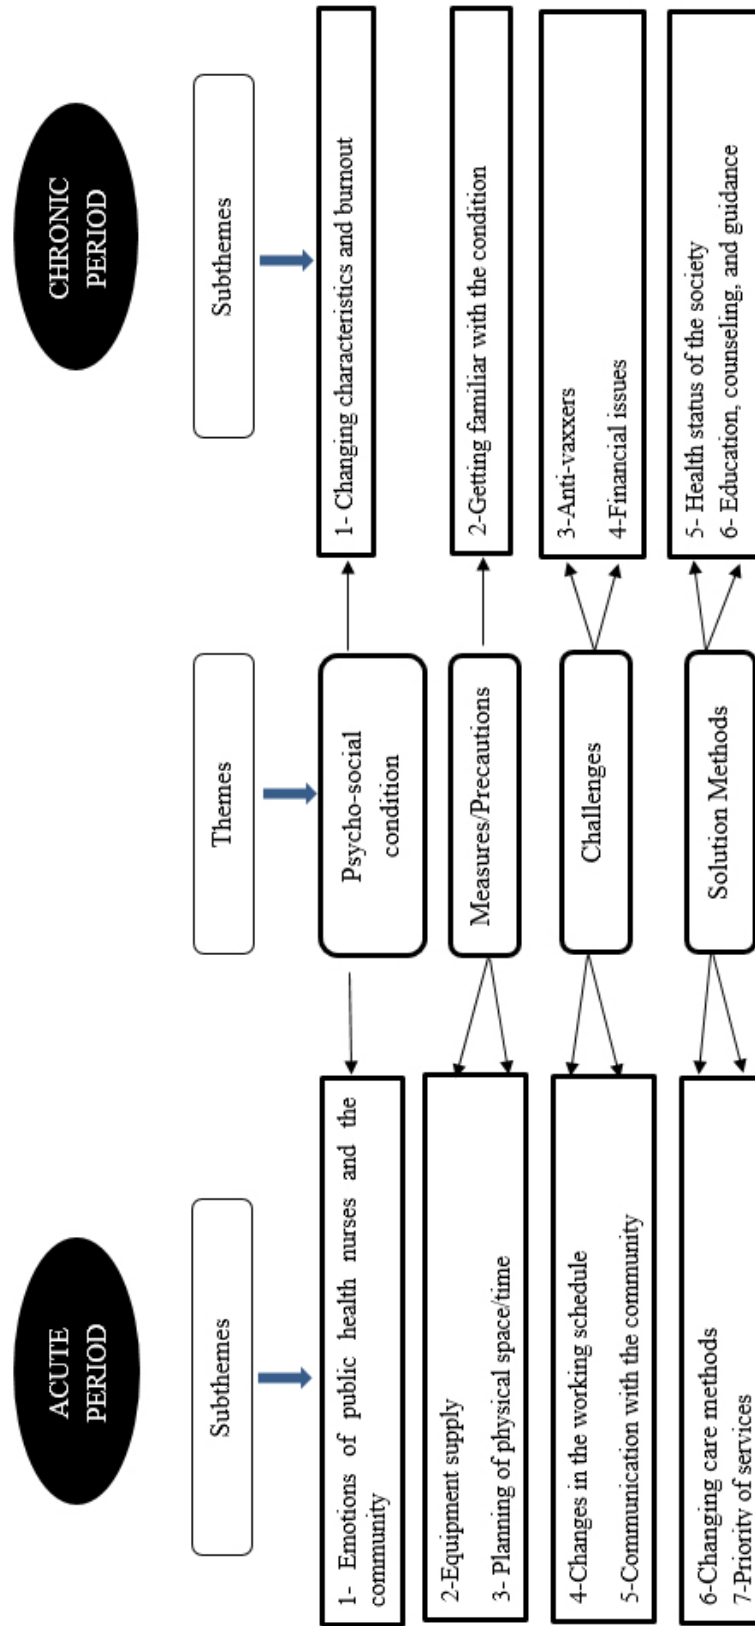 ACUTE
PERIOD
CHRONIC
PERIOD
Subthemes
Themes
Subthemes
1- Emotions of public health nurses and the
community
Psycho-social
condition
1- Changing characteristics and burnout
2-Equipment supply
3- Planning of physical space/time
Measures/Precautions
2-Getting familiar with the condition
4-Changes in the working schedule
5-Communication with the community
Challenges
3-Anti-vaxxers
4-Financial issues
6-Changing care methods
7-Priority of services
Solution Methods
5- Health status of the society
6- Education, counseling, and guidance